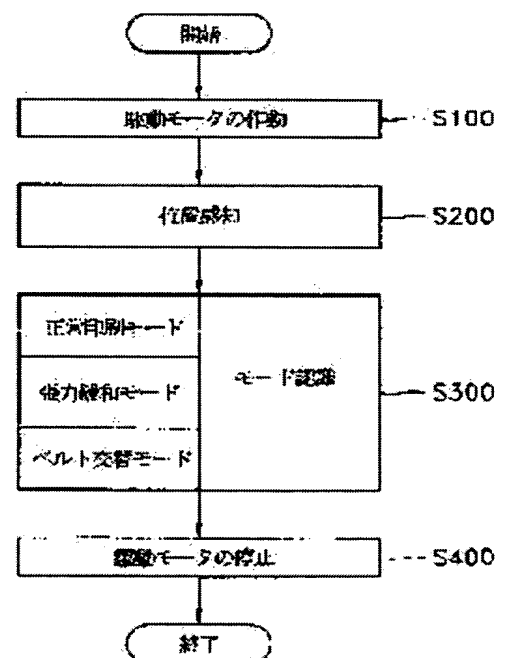 開始
駆動モータの作動
S100
位置感知
S200
正常印刷モード
張力緩和モード
ベルト交替モード
モード認識
S300
駆動モータの停止
S400
終了